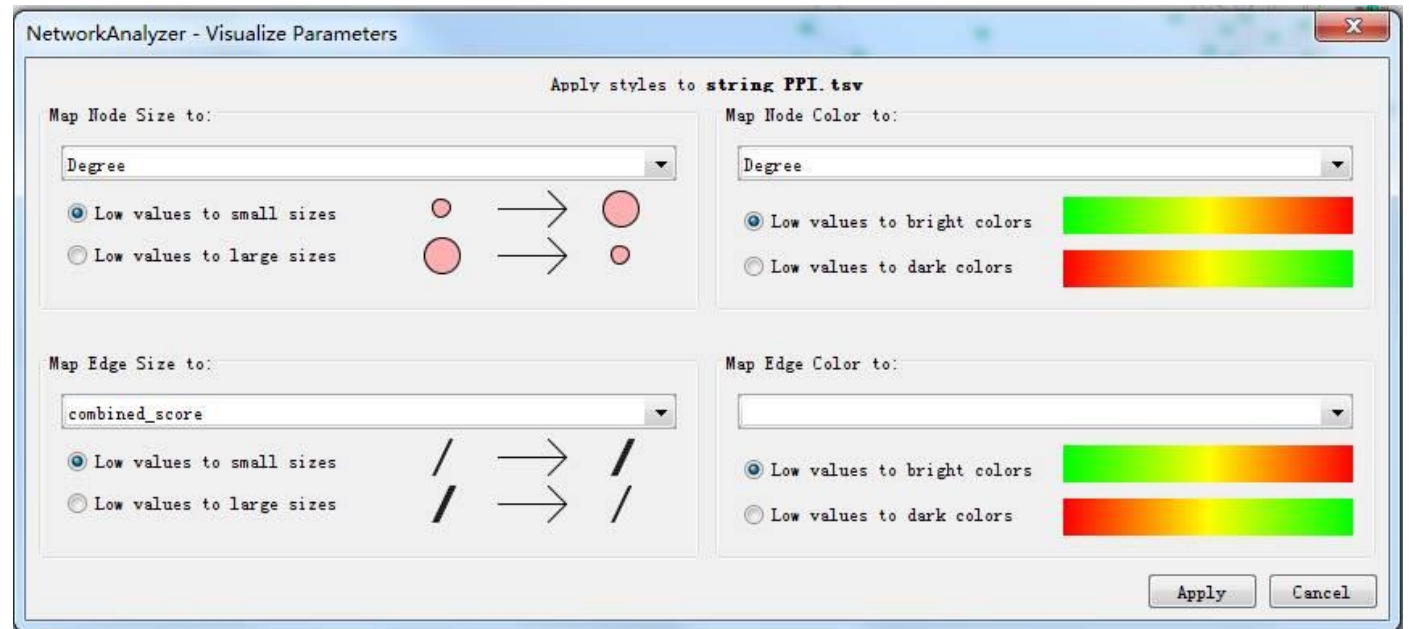 NetworkAnalyzer - Visualize Parameters
Apply styles to string PPI.tsv
Map Node Size to:
Degree
Low values to small sizes
Low values to large sizes
Map Node Color to:
Degree
Low values to bright colors
Low values to dark colors
Map Edge Size to:
combined_score
Low values to small sizes
Low values to large sizes
Map Edge Color to:
Low values to bright colors
Low values to dark colors
Apply
Cancel